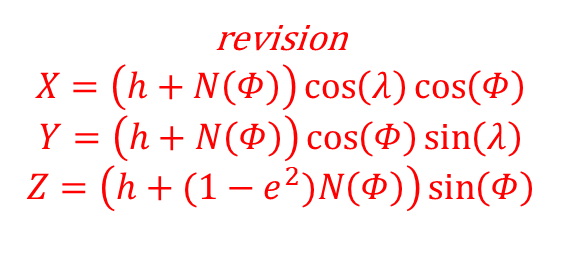 revision
X = (h + N(Φ)) cos(λ) cos(Φ)
Y = (h + N(Φ)) cos(Φ) sin(λ)
Z = (h + (1 − e²)N(Φ)) sin(Φ)